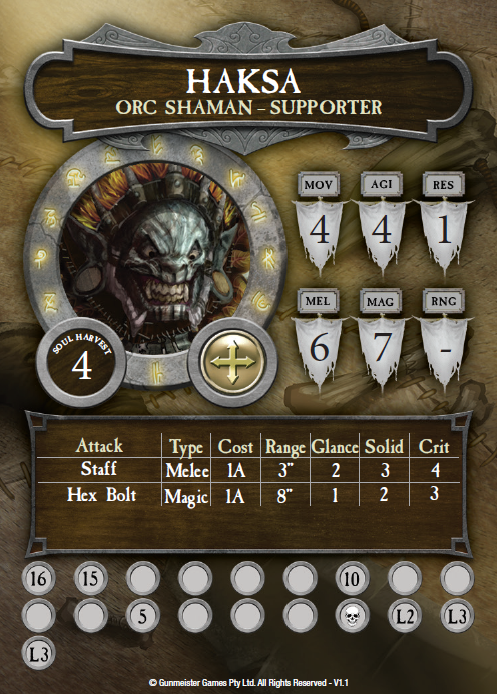 HAKSA
ORC SHAMAN – SUPPORTER
MOV AGI RES
4 4 1
MEL MAG RNG
6 7 -
SOUL HARVEST
4
Attack Type Cost Range Glance Solid Crit
Staff Melee 1A 3" 2 3 4
Hex Bolt Magic 1A 8" 1 2 3
16 15 10
5 L2 L3
L3
© Gunmeister Games Pty Ltd. All Rights Reserved - V1.1